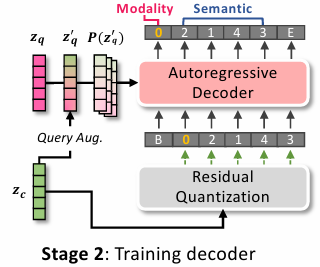 Modality Semantic
z_q z'_q P(z'_q) 0 2 1 4 3 E
Autoregressive
Decoder
Query Aug. B 0 2 1 4 3
z_c Residual
Quantization
Stage 2: Training decoder